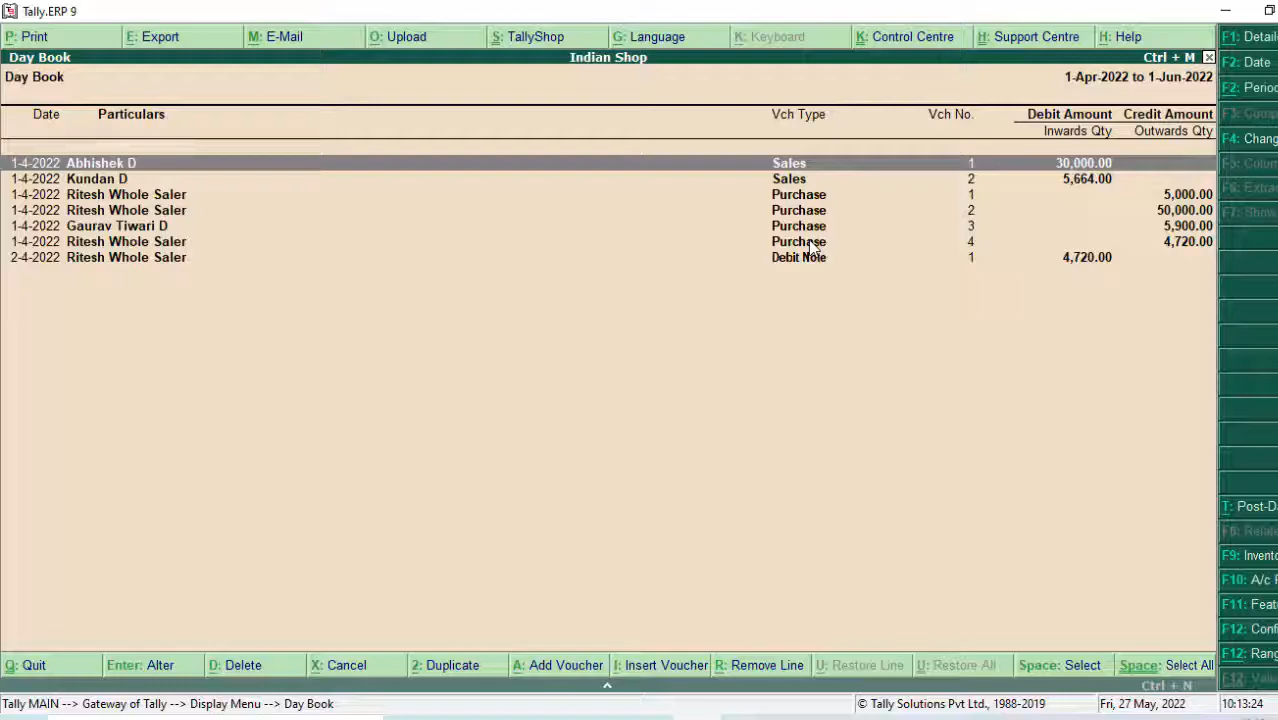 Tally.ERP 9
P: Print E: Export M: E-Mail O: Upload S: TallyShop G: Language K: Keyboard K: Control Centre H: Support Centre H: Help F1: Detaile
Day Book Indian Shop Ctrl + M F2: Date
Day Book 1-Apr-2022 to 1-Jun-2022 F2: Period
Date Particulars Vch Type Vch No. Debit Amount Credit Amount
Inwards Qty Outwards Qty F4: Chang
1-4-2022 Abhishek D Sales 1 30,000.00
1-4-2022 Kundan D Sales 2 5,664.00
1-4-2022 Ritesh Whole Saler Purchase 1 5,000.00
1-4-2022 Ritesh Whole Saler Purchase 2 50,000.00
1-4-2022 Gaurav Tiwari D Purchase 3 5,900.00
1-4-2022 Ritesh Whole Saler Purchase 4 4,720.00
2-4-2022 Ritesh Whole Saler Debit Note 1 4,720.00
T: Post-D
F9: Invento
F10: A/c
F11: Feat
F12: Conf
F12: Rang
Q: Quit Enter: Alter D: Delete X: Cancel 2: Duplicate A: Add Voucher I: Insert Voucher R: Remove Line U: Restore Line U: Restore All Space: Select Space: Select All
Ctrl + N
Tally MAIN --> Gateway of Tally --> Display Menu --> Day Book © Tally Solutions Pvt Ltd., 1988-2019 Fri, 27 May, 2022 10:13:24